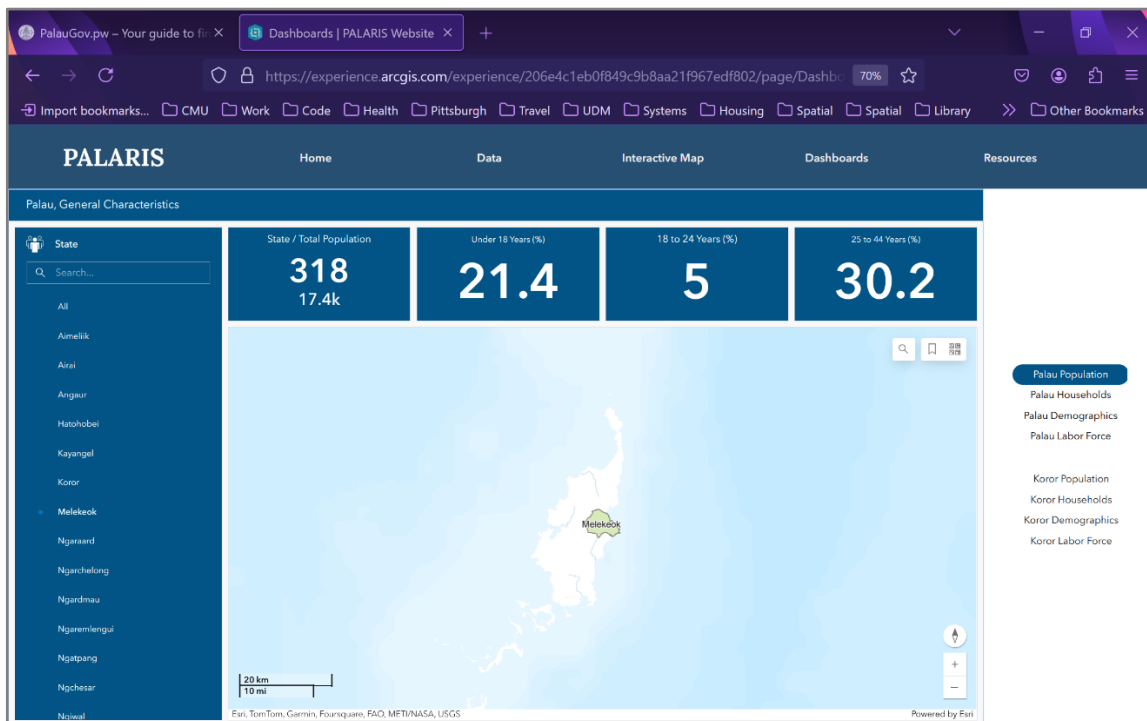 PalauGov.pw – Your guide to fin
Dashboards | PALARIS Website
https://experience.arcgis.com/experience/206e4c1eb0f849c9b8aa21f967edf802/page/Dashbo
70%
Import bookmarks... CMU Work Code Health Pittsburgh Travel UDM Systems Housing Spatial Spatial Library Other Bookmarks
PALARIS Home Data Interactive Map Dashboards Resources
Palau, General Characteristics
State
Search...
All
Aimeliik
Airai
Angaur
Hatohobei
Kayangel
Koror
Melekeok
Ngaraard
Ngarchelong
Ngardmau
Ngaremlengui
Ngatpang
Ngchesar
Ngiwal
State / Total Population
318
17.4k
Under 18 Years (%)
21.4
18 to 24 Years (%)
5
25 to 44 Years (%)
30.2
Melekeok
20 km
10 mi
Esri, TomTom, Garmin, Foursquare, FAO, METI/NASA, USGS
Powered by Esri
Palau Population
Palau Households
Palau Demographics
Palau Labor Force
Koror Population
Koror Households
Koror Demographics
Koror Labor Force